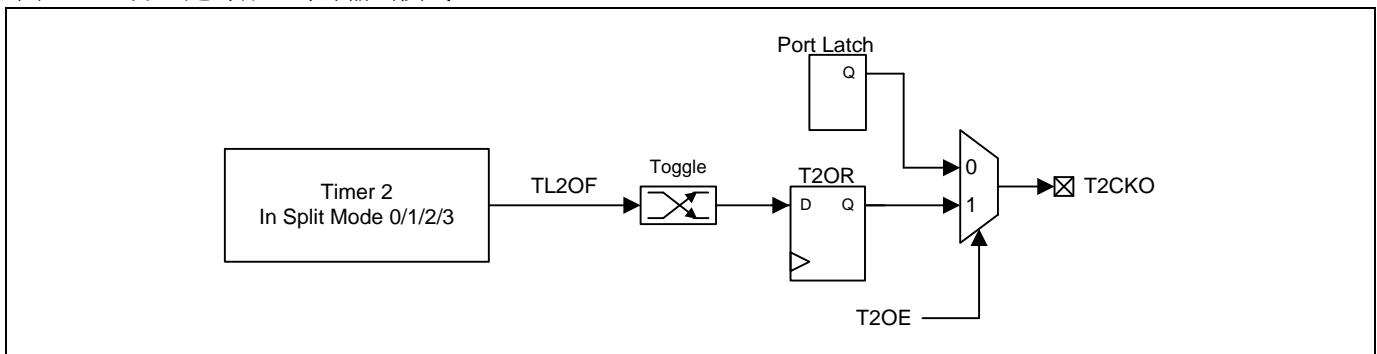 Port Latch
Q
Timer 2
In Split Mode 0/1/2/3
TL2OF
Toggle
T2OR
D Q
0
1
T2CKO
T2OE